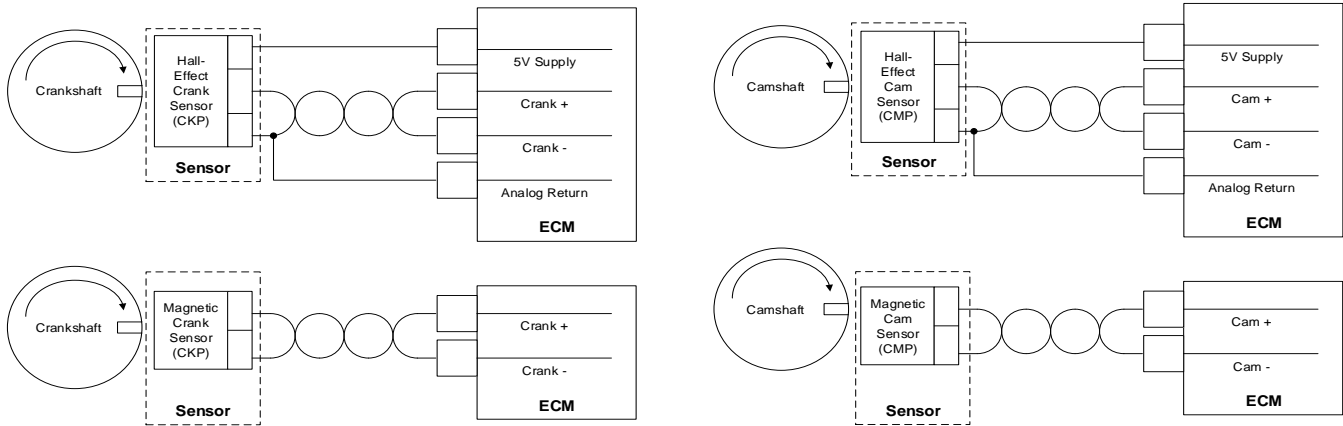 Crankshaft
Hall-
Effect
Crank
Sensor
(CKP)
Sensor
5V Supply
Crank +
Crank -
Analog Return
ECM
Camshaft
Hall-
Effect
Cam
Sensor
(CMP)
Sensor
5V Supply
Cam +
Cam -
Analog Return
ECM
Crankshaft
Magnetic
Crank
Sensor
(CKP)
Sensor
Crank +
Crank -
ECM
Camshaft
Magnetic
Cam
Sensor
(CMP)
Sensor
Cam +
Cam -
ECM